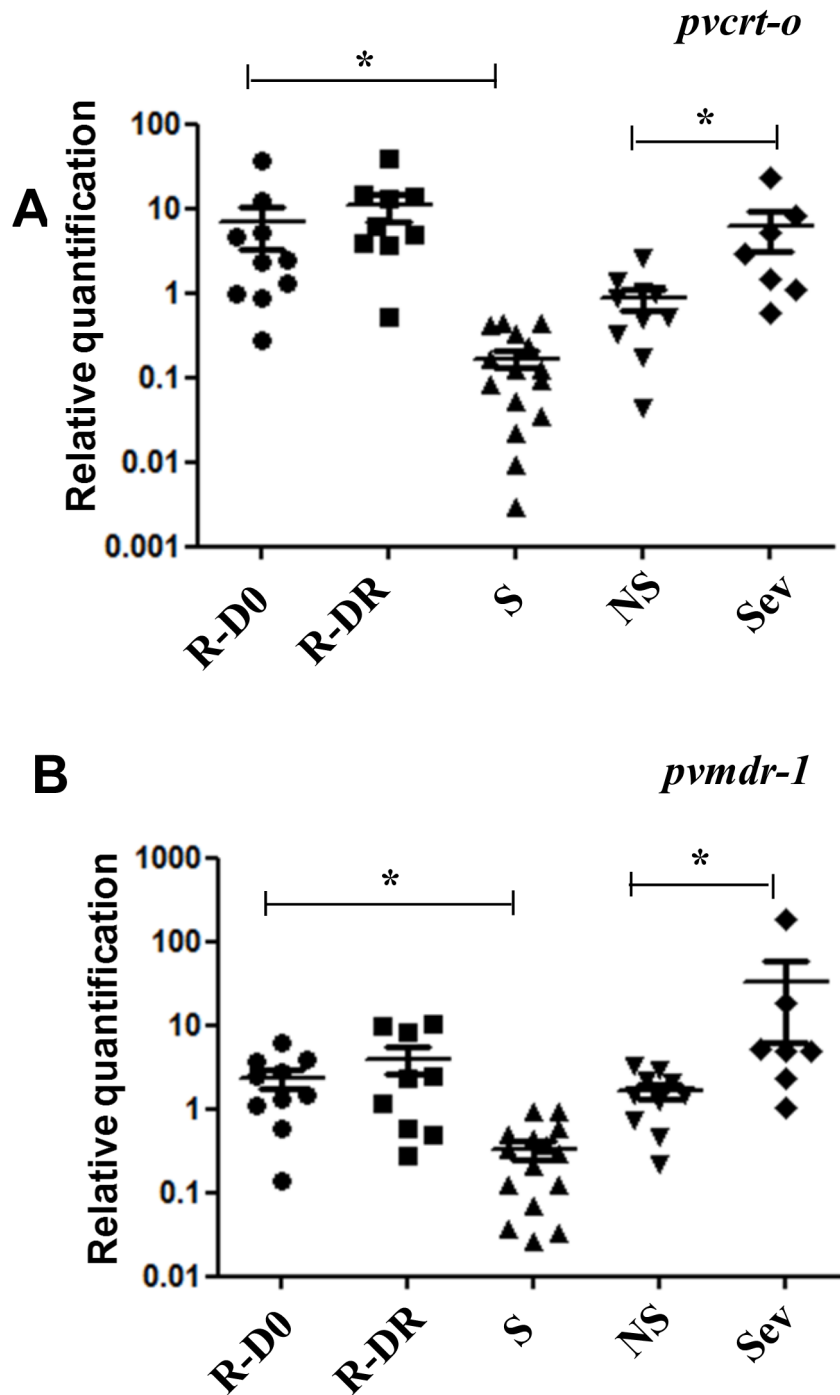 pvcrt-o
*
*
A
Relative quantification
100
10
1
0.1
0.01
0.001
R-D0
R-DR
S
NS
Sev
B
pvmdr-1
*
*
Relative quantification
1000
100
10
1
0.1
0.01
R-D0
R-DR
S
NS
Sev